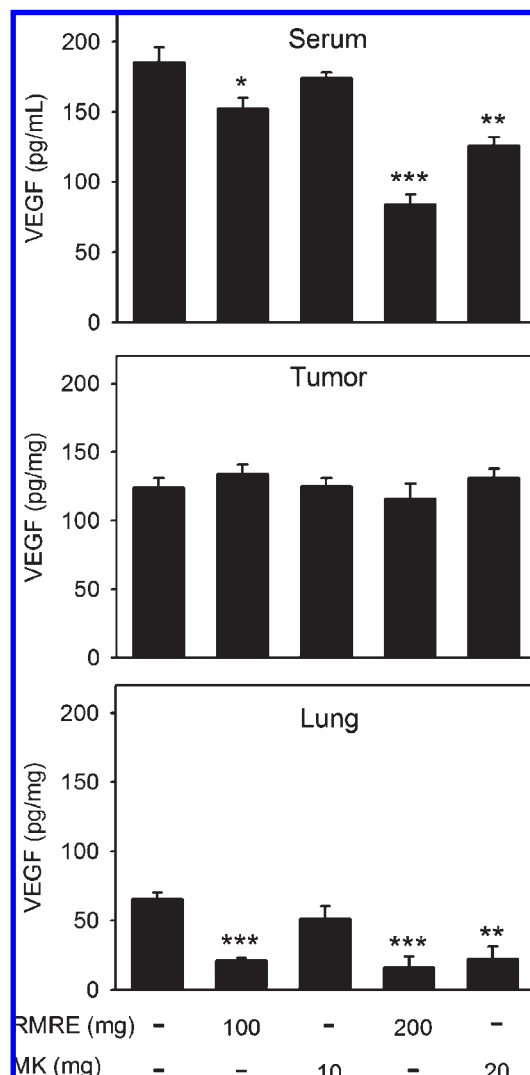 Serum
VEGF (pg/mL)
200
150
100
50
0
*
***
**
Tumor
VEGF (pg/mg)
200
150
100
50
0
Lung
VEGF (pg/mg)
200
150
100
50
0
***
***
**
RMRE (mg) - 100 - 200 -
MK (mg) - - 10 - 20